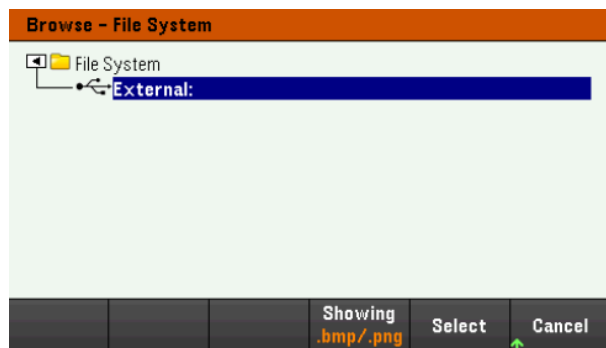 Browse - File System
File System
External:
Showing
.bmp/.png
Select
Cancel